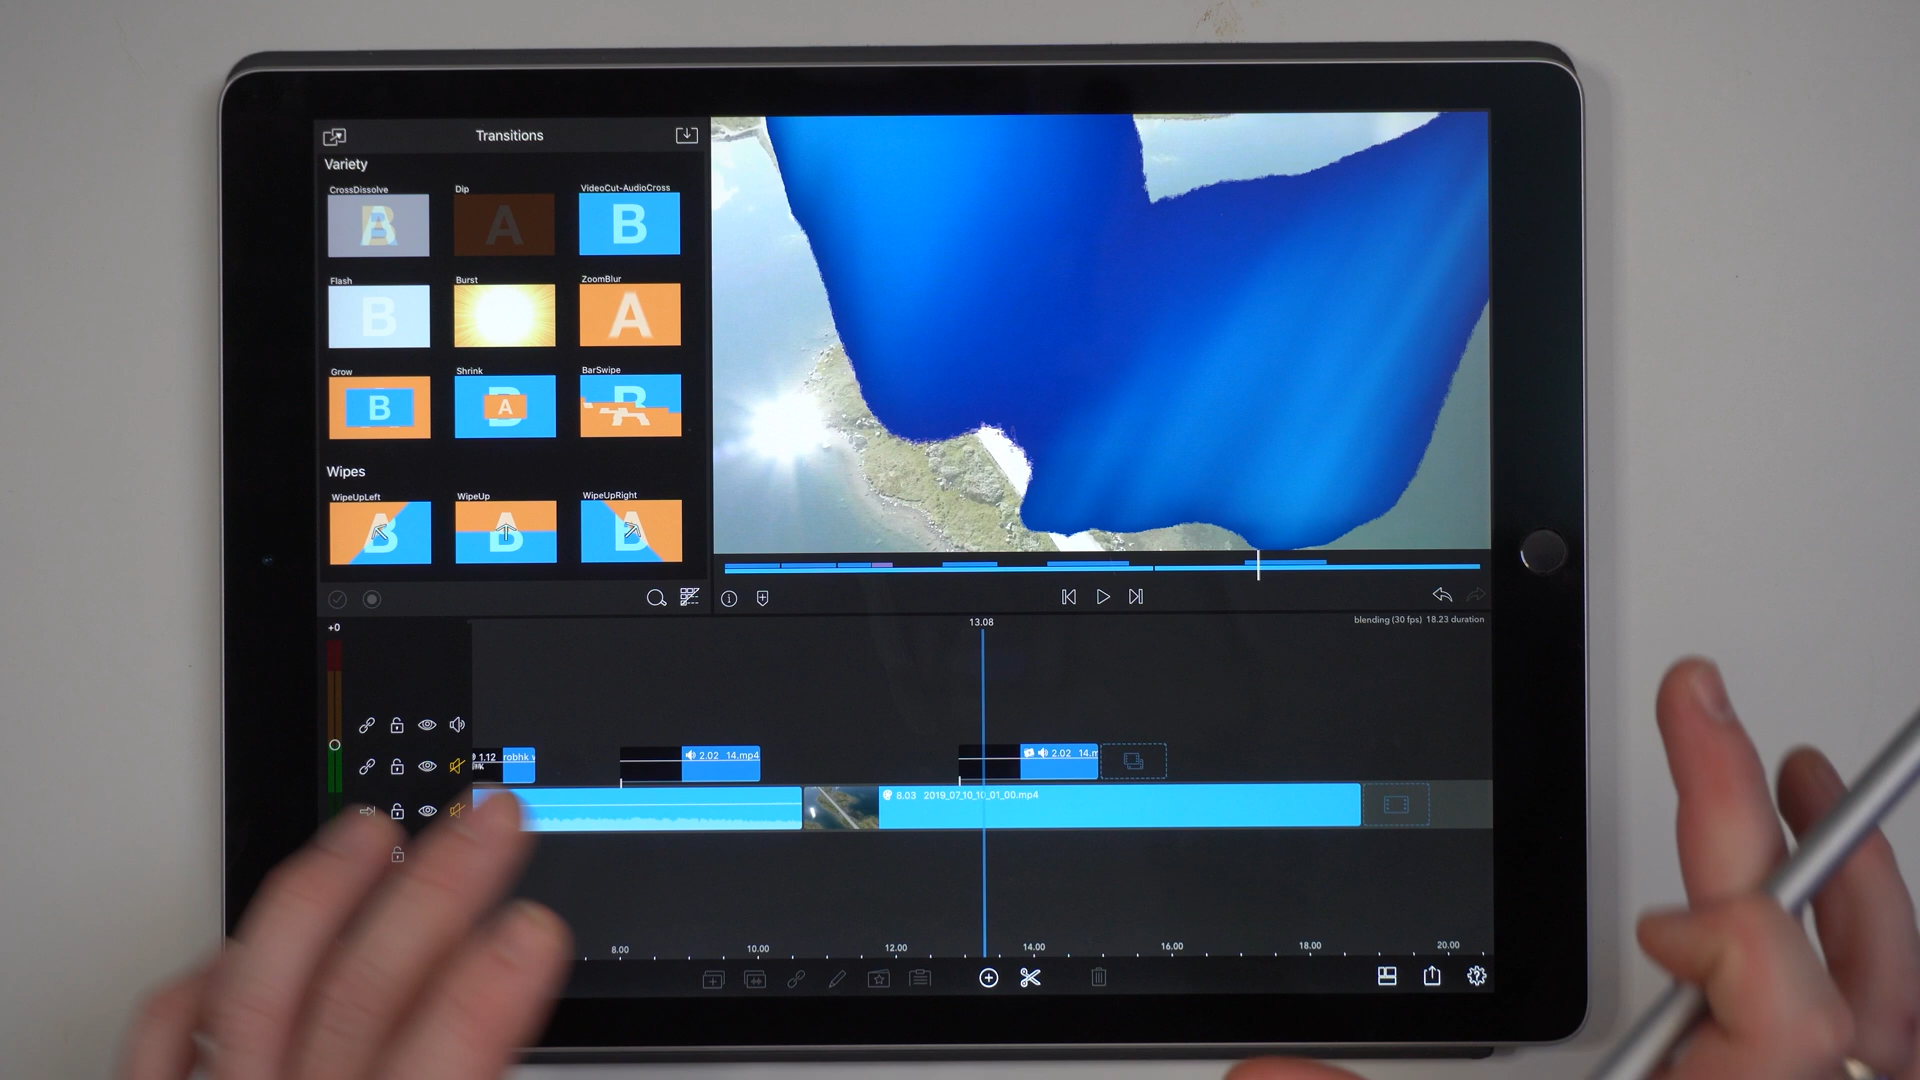 Transitions
Variety
CrossDissolve
Dip
VideoCut-AudioCross
B
A
B
Flash
Burst
ZoomBlur
B
A
Grow
Shrink
BarSwipe
B
A
Wipes
WipeUpLeft
WipeUp
WipeUpRight
+0
13.08
blending (30 fps) 18.23 duration
1.12 robhk
2.02 14.mp4
2.02 14.m
8.03 2019_07_10_10_01_00.mp4
8.00 10.00 12.00 14.00 16.00 18.00 20.00